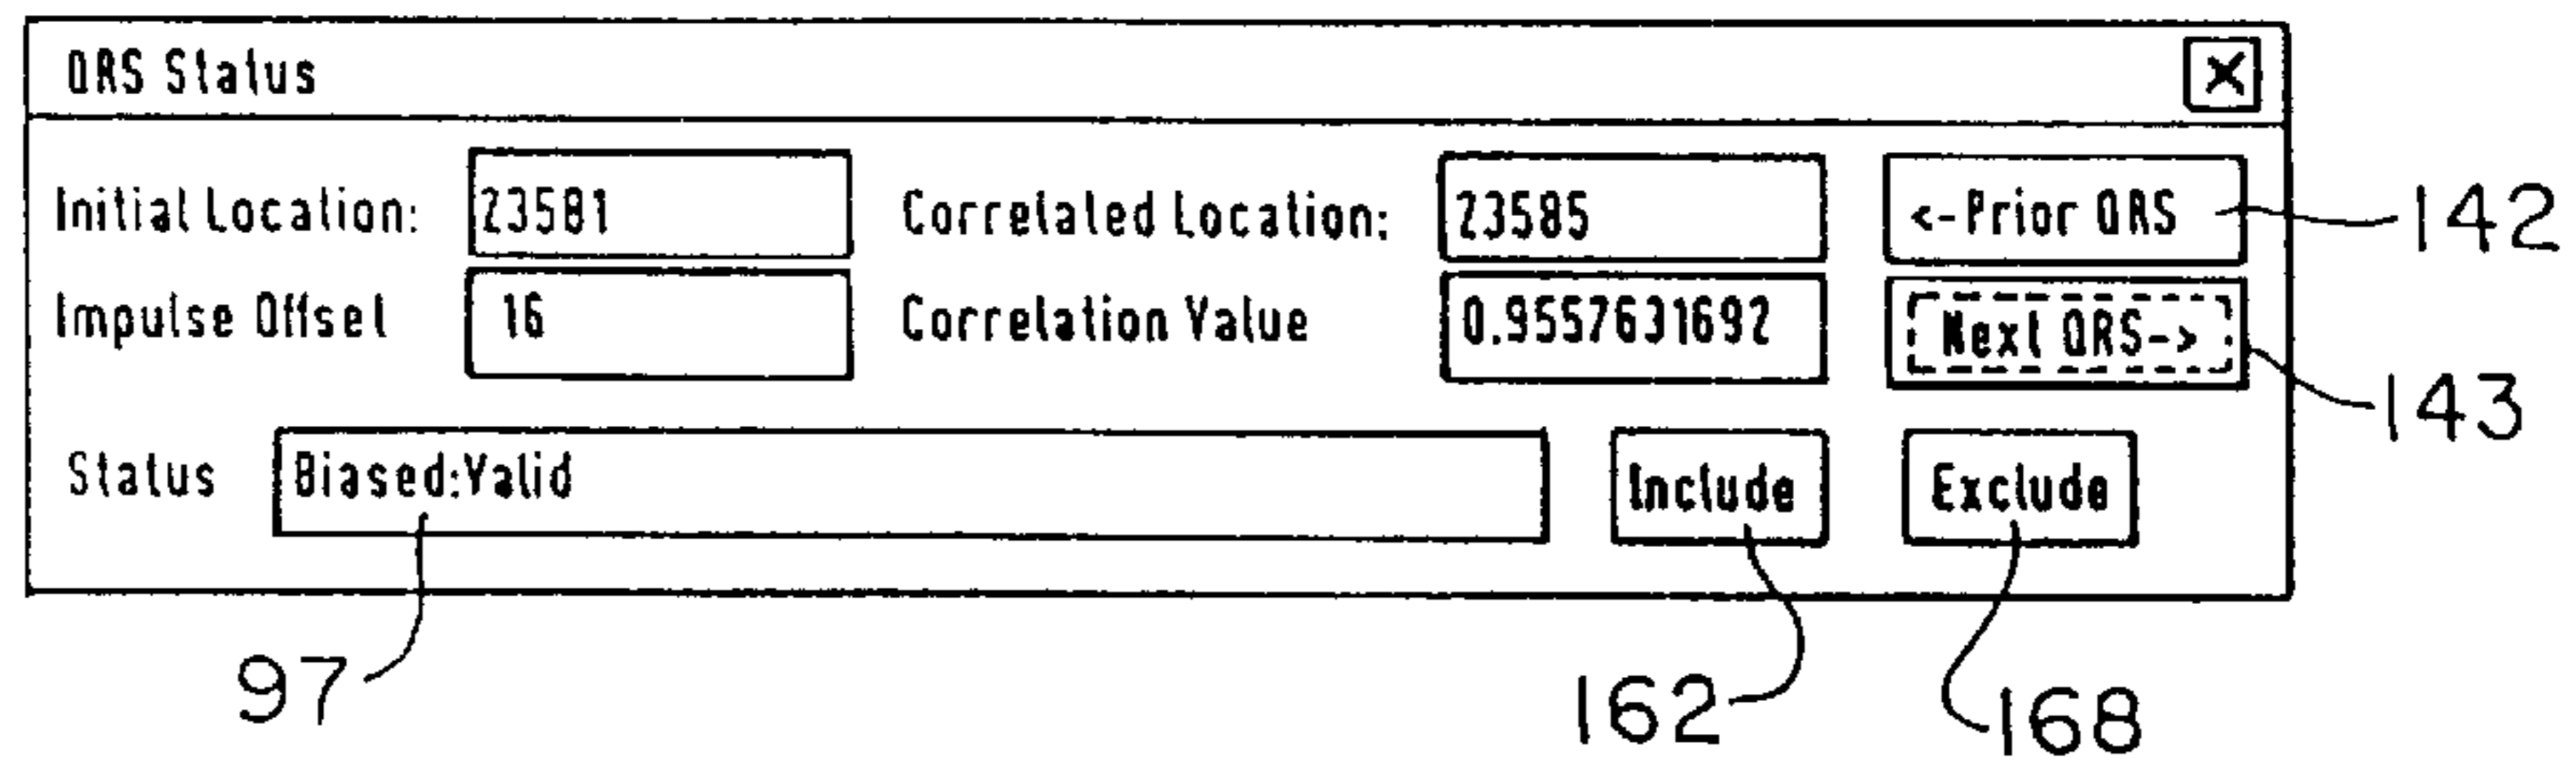 QRS Status X
Initial Location: 23581 Correlated Location: 23585 <-Prior QRS 142
Impulse Offset 16 Correlation Value 0.9557631692 Next QRS-> 143
Status Biased:Valid Include Exclude
97 162 168